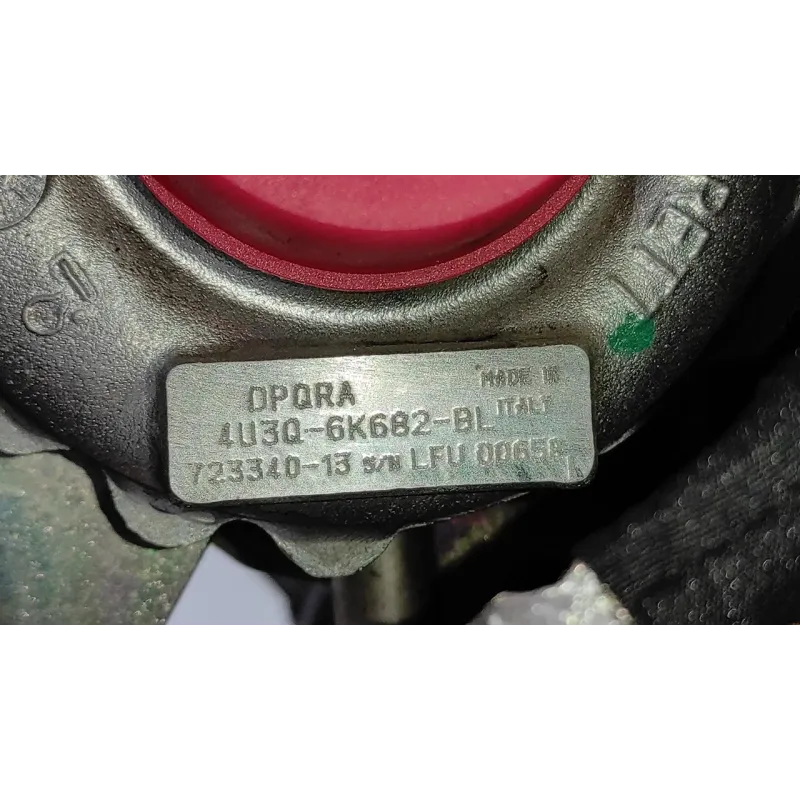 DPQRA MADE IN
4U3Q-6K682-BL ITALY
723340-13 S/N LFU 00658